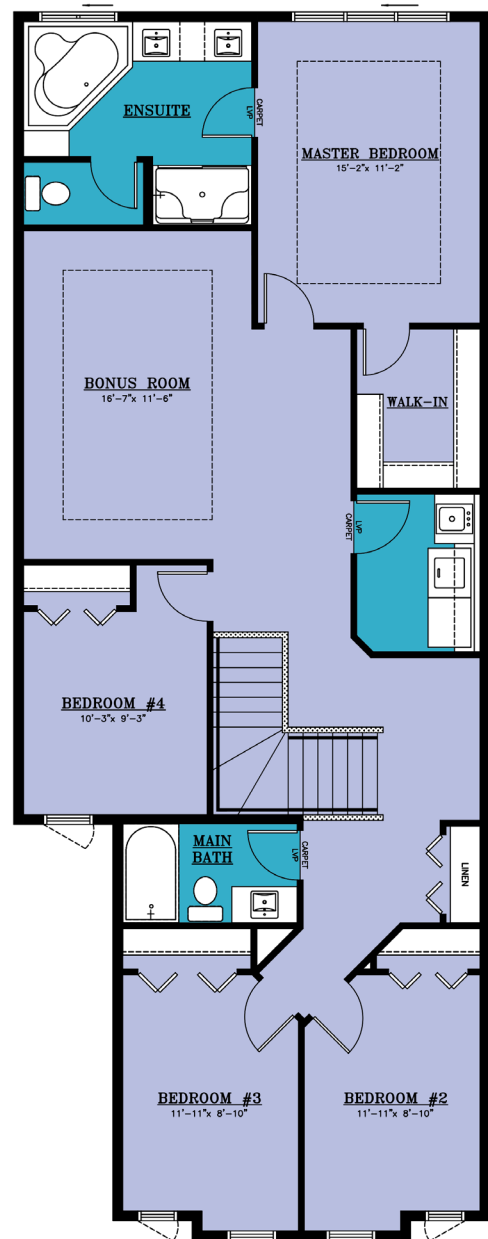 ENSUITE
CARPET
LVP
MASTER BEDROOM
15'-2"x 11'-2"
BONUS ROOM
16'-7"x 11'-6"
WALK-IN
CARPET
LVP
BEDROOM #4
10'-3"x 9'-3"
MAIN
BATH
CARPET
LVP
LINEN
BEDROOM #3
11'-11"x 8'-10"
BEDROOM #2
11'-11"x 8'-10"